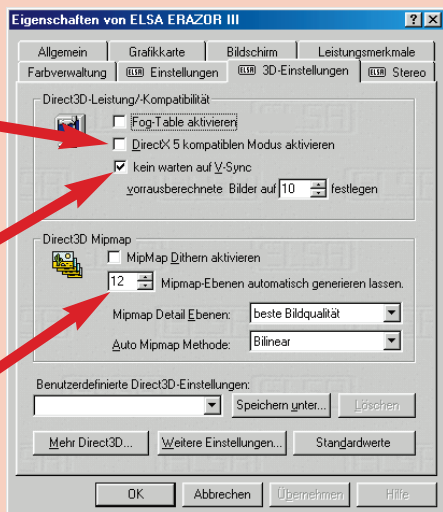 Eigenschaften von ELSA ERAZOR III
Allgemein Grafikkarte Bildschirm Leistungsmerkmale
Farbverwaltung ELSA Einstellungen ELSA 3D-Einstellungen ELSA Stereo
Direct3D-Leistung/-Kompatibilität
Fog-Table aktivieren
DirectX 5 kompatiblen Modus aktivieren
kein warten auf V-Sync
vorrausberechnete Bilder auf 10 festlegen
Direct3D Mipmap
MipMap Dithern aktivieren
12 Mipmap-Ebenen automatisch generieren lassen.
Mipmap Detail Ebenen: beste Bildqualität
Auto Mipmap Methode: Bilinear
Benutzerdefinierte Direct3D-Einstellungen:
Speichern unter... Löschen
Mehr Direct3D... Weitere Einstellungen... Standardwerte
OK Abbrechen Übernehmen Hilfe